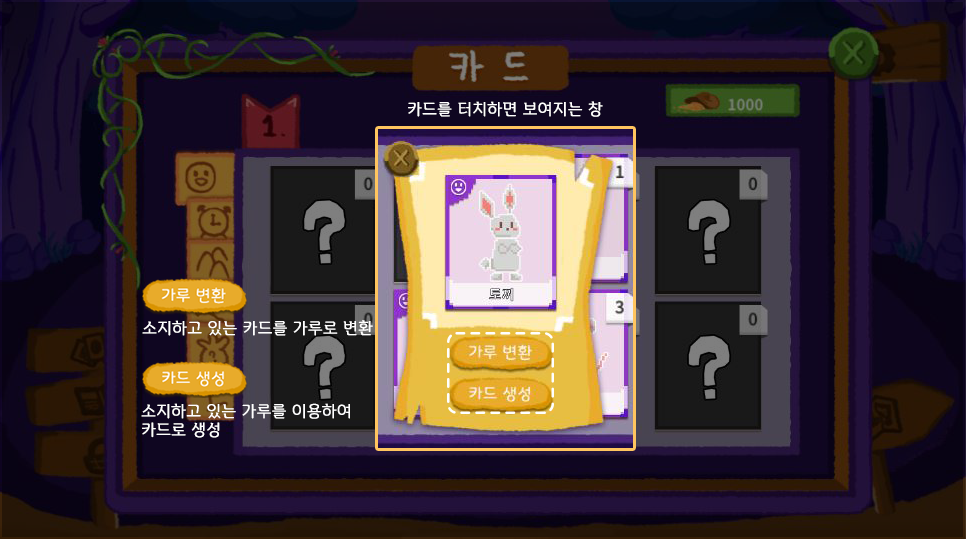 카드
카드를 터치하면 보여지는 창
1000
1.
0
1
0
토끼
0
3
0
가루 변환
소지하고 있는 카드를 가루로 변환
가루 변환
카드 생성
카드 생성
소지하고 있는 가루를 이용하여
카드로 생성